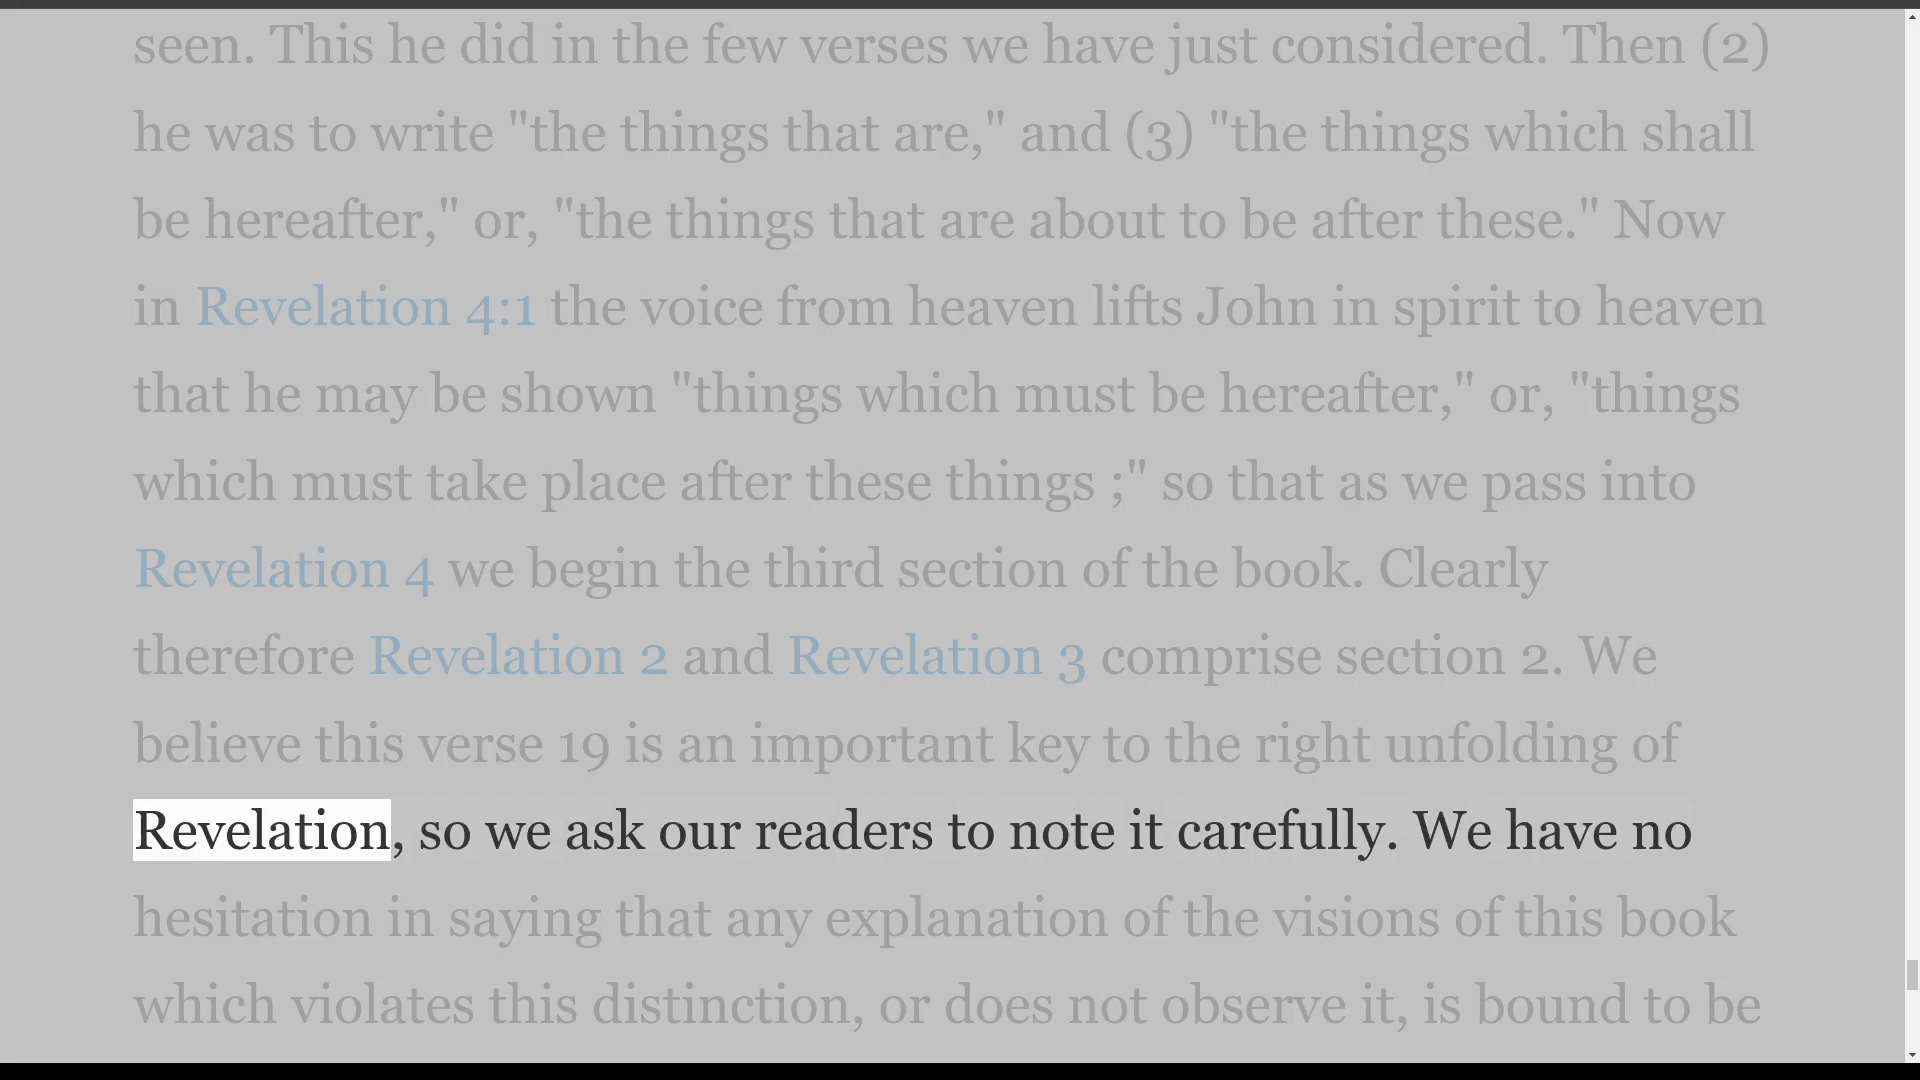 seen. This he did in the few verses we have just considered. Then (2)
he was to write "the things that are," and (3) "the things which shall
be hereafter," or, "the things that are about to be after these." Now
in Revelation 4:1 the voice from heaven lifts John in spirit to heaven
that he may be shown "things which must be hereafter," or, "things
which must take place after these things ;" so that as we pass into
Revelation 4 we begin the third section of the book. Clearly
therefore Revelation 2 and Revelation 3 comprise section 2. We
believe this verse 19 is an important key to the right unfolding of
Revelation, so we ask our readers to note it carefully. We have no
hesitation in saying that any explanation of the visions of this book
which violates this distinction, or does not observe it, is bound to be